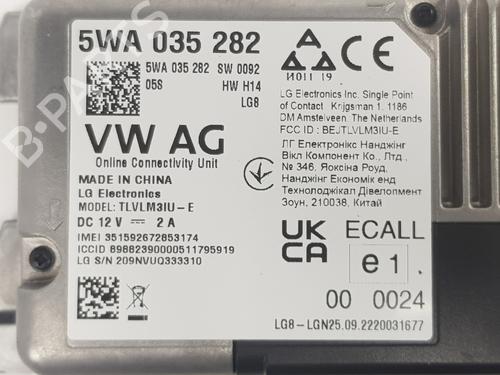 5WA 035 282
5WA 035 282 SW 0092
05S HW H14
LG8
VW AG
Online Connectivity Unit
MADE IN CHINA
LG Electronics
MODEL: TLVLM3IU-E
DC 12 V 2 A
IMEI 351592672853174
ICCID 89882390000511795919
LG S/N 209NVUQ333310
CE
И011 19
LG Electronics Inc. Single Point
of Contact Krijgsman 1. 1186
DM Amstelveen The Netherlands
FCC ID : BEJTLVLM3IU-E
ЛГ Електронікс Нанджінг
Вікл Компонент Ко., Лтд.,
№ 346, Яоксіна Роуд,
Нанджінг Економік енд
Текнолоджікал Дівелопмент
Зоун, 210038, Китай
UK
CA
ECALL
e1
00 0024
LG8-LGN25.09.2220031677
B-PARTS